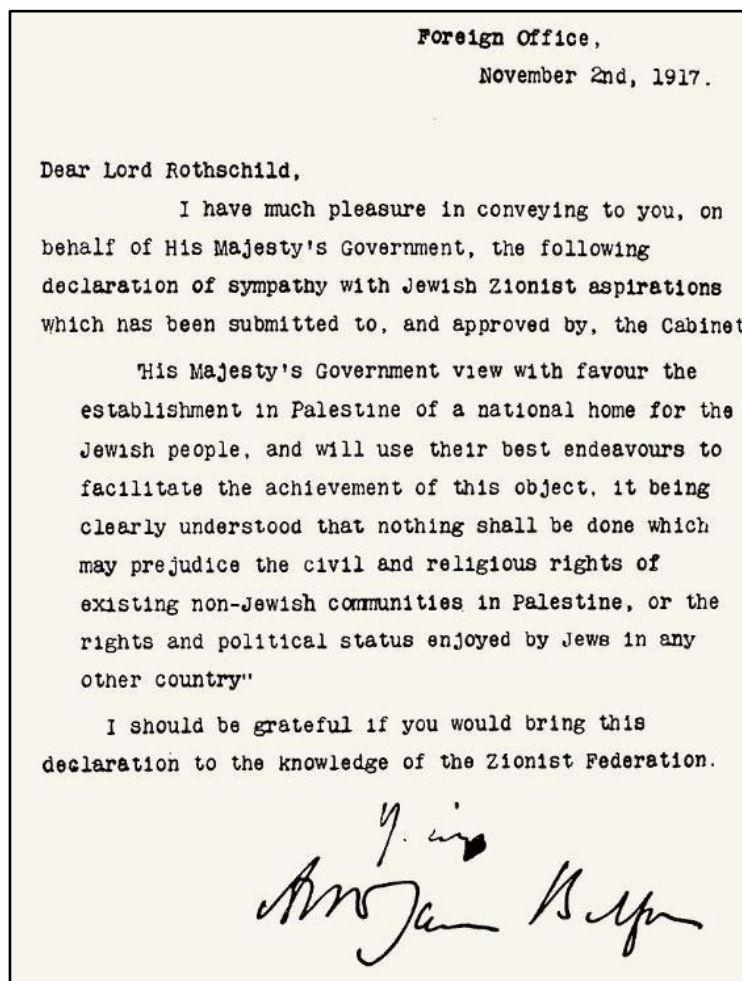 Foreign Office,
November 2nd, 1917.
Dear Lord Rothschild,
I have much pleasure in conveying to you, on
behalf of His Majesty's Government, the following
declaration of sympathy with Jewish Zionist aspirations
which has been submitted to, and approved by, the Cabinet
"His Majesty's Government view with favour the
establishment in Palestine of a national home for the
Jewish people, and will use their best endeavours to
facilitate the achievement of this object, it being
clearly understood that nothing shall be done which
may prejudice the civil and religious rights of
existing non-Jewish communities in Palestine, or the
rights and political status enjoyed by Jews in any
other country"
I should be grateful if you would bring this
declaration to the knowledge of the Zionist Federation.
Arthur James Balfour